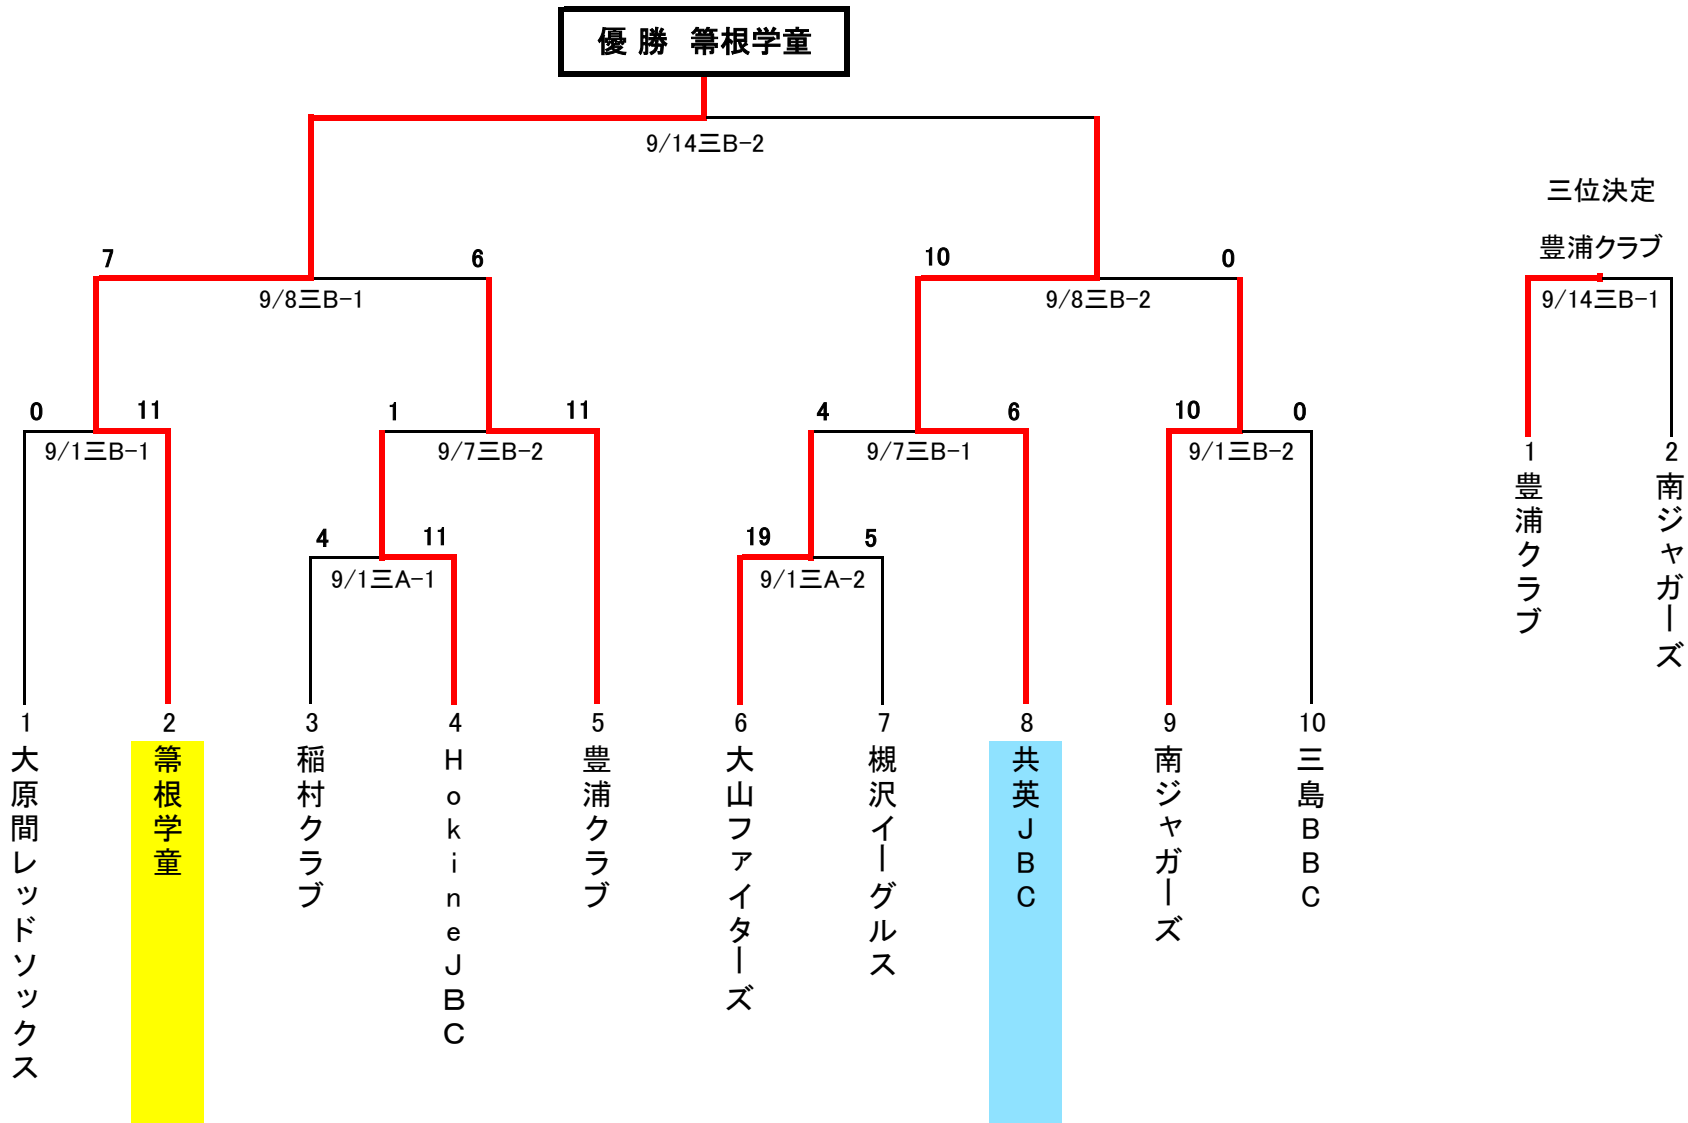 優勝 箒根学童
9/14三B-2
三位決定
豊浦クラブ
7
6
10
0
9/8三B-1
9/8三B-2
9/14三B-1
0
11
1
11
4
6
10
0
9/1三B-1
9/7三B-2
9/7三B-1
9/1三B-2
1
豊浦クラブ
2
南ジャガーズ
4
11
19
5
9/1三A-1
9/1三A-2
1
大原間レッドソックス
2
箒根学童
3
稲村クラブ
4
HokineJBC
5
豊浦クラブ
6
大山ファイターズ
7
槻沢イーグルス
8
共英JBC
9
南ジャガーズ
10
三島BBC